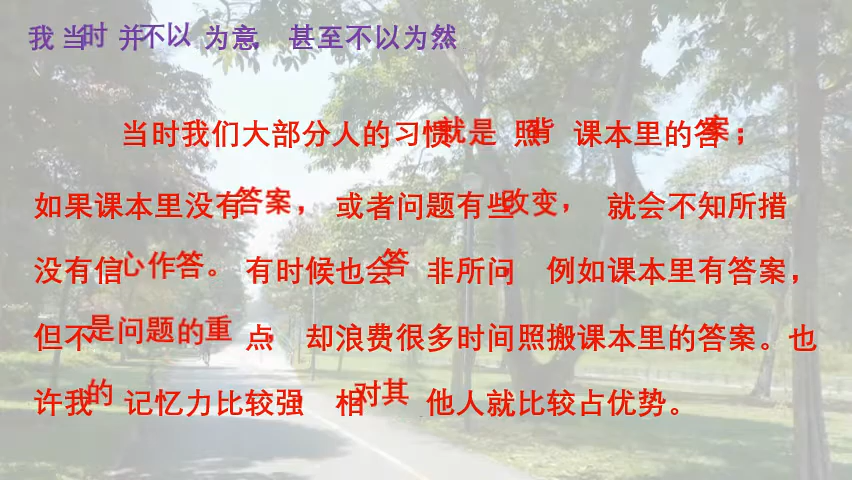 我当时并不以为意，甚至不以为然
当时我们大部分人的习惯就是照背课本里的答案；
如果课本里没有答案，或者问题有些改变，就会不知所措
没有信心作答。有时候也会答非所问，例如课本里有答案，
但不是问题的重点，却浪费很多时间照搬课本里的答案。也
许我的记忆力比较强，相对其他人就比较占优势。